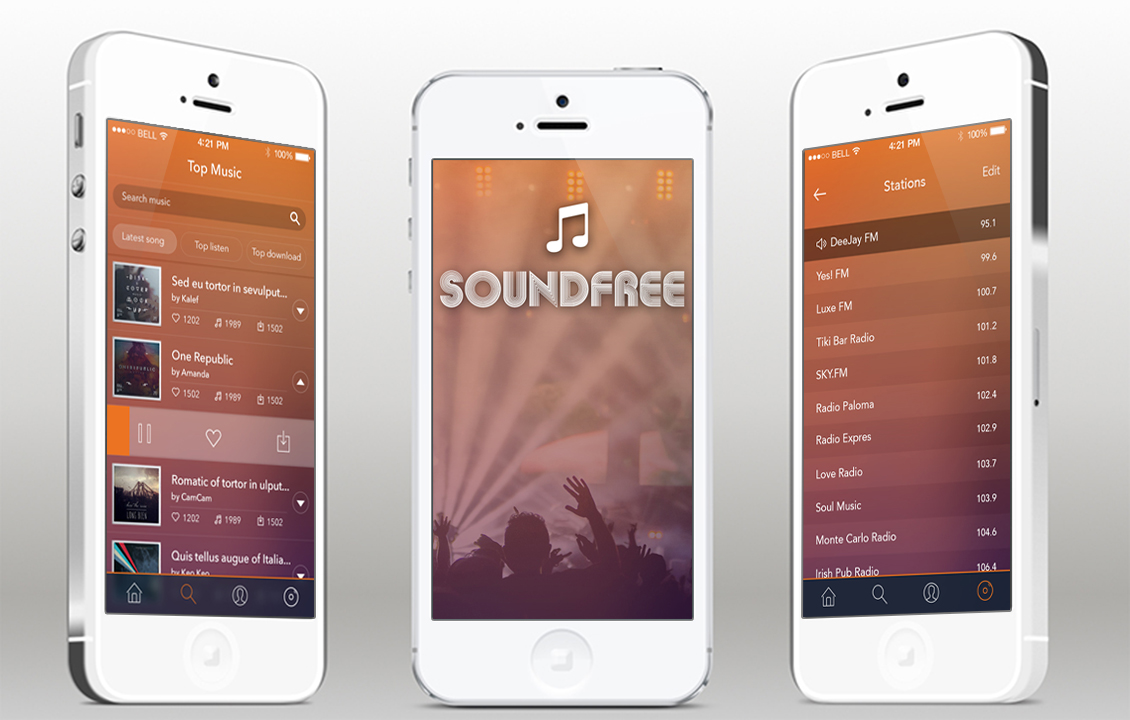 BELL
4:21 PM
100%
Top Music
Search music
Latest song
Top listen
Top download
Sed eu tortor in sevulput...
by Kalef
1202
1989
1502
One Republic
by Amanda
1502
1989
1502
Romatic of tortor in ulput...
by CamCam
1202
1989
1502
Quis tellus augue of Italia...
by Keo Keo
SOUNDFREE
BELL
4:21 PM
100%
Stations
Edit
DeeJay FM 95.1
Yes! FM 99.6
Luxe FM 100.7
Tiki Bar Radio 101.2
SKY.FM 101.8
Radio Paloma 102.4
Radio Expres 102.9
Love Radio 103.7
Soul Music 103.9
Monte Carlo Radio 104.6
Irish Pub Radio 106.4